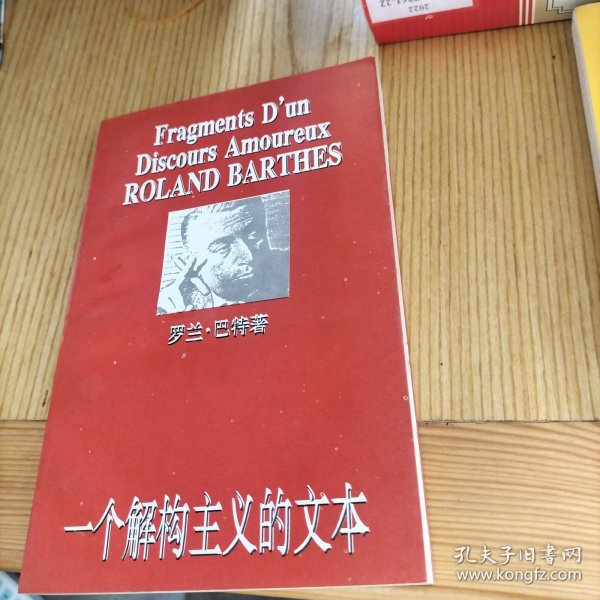 Fragments D'un
Discours Amoureux
ROLAND BARTHES
罗兰·巴特著
一个解构主义的文本
2022
孔夫子旧书网
www.kongfz.com